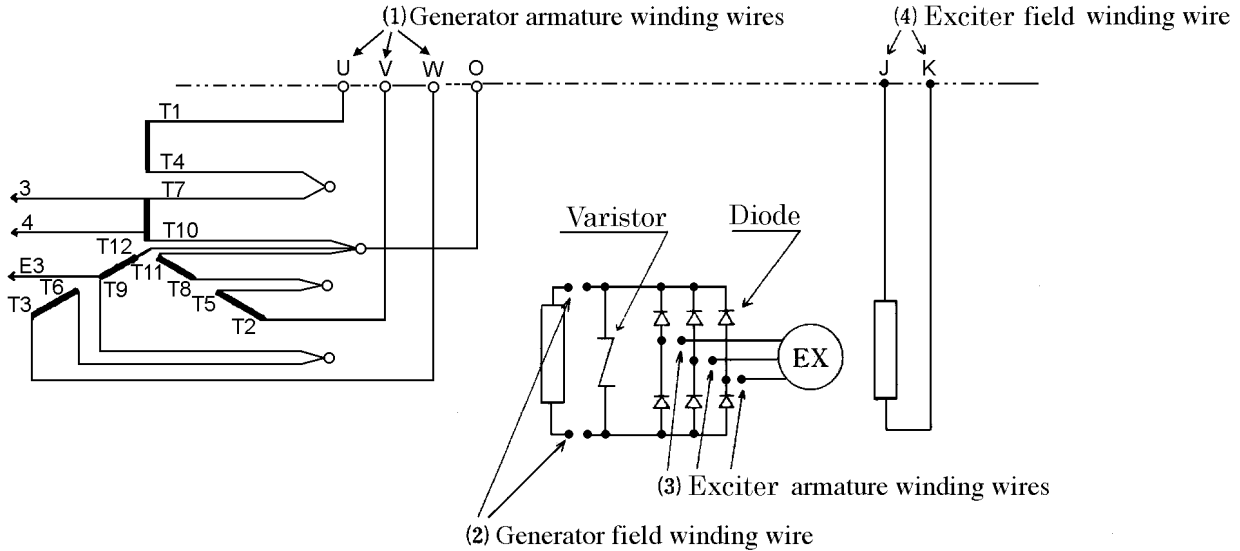 (1) Generator armature winding wires
(4) Exciter field winding wire
U V W O
J K
T1
T4
3 T7
4
T10
T12
E3 T11
T6 T9 T8 T5
T3
T2
Varistor
Diode
EX
(3) Exciter armature winding wires
(2) Generator field winding wire